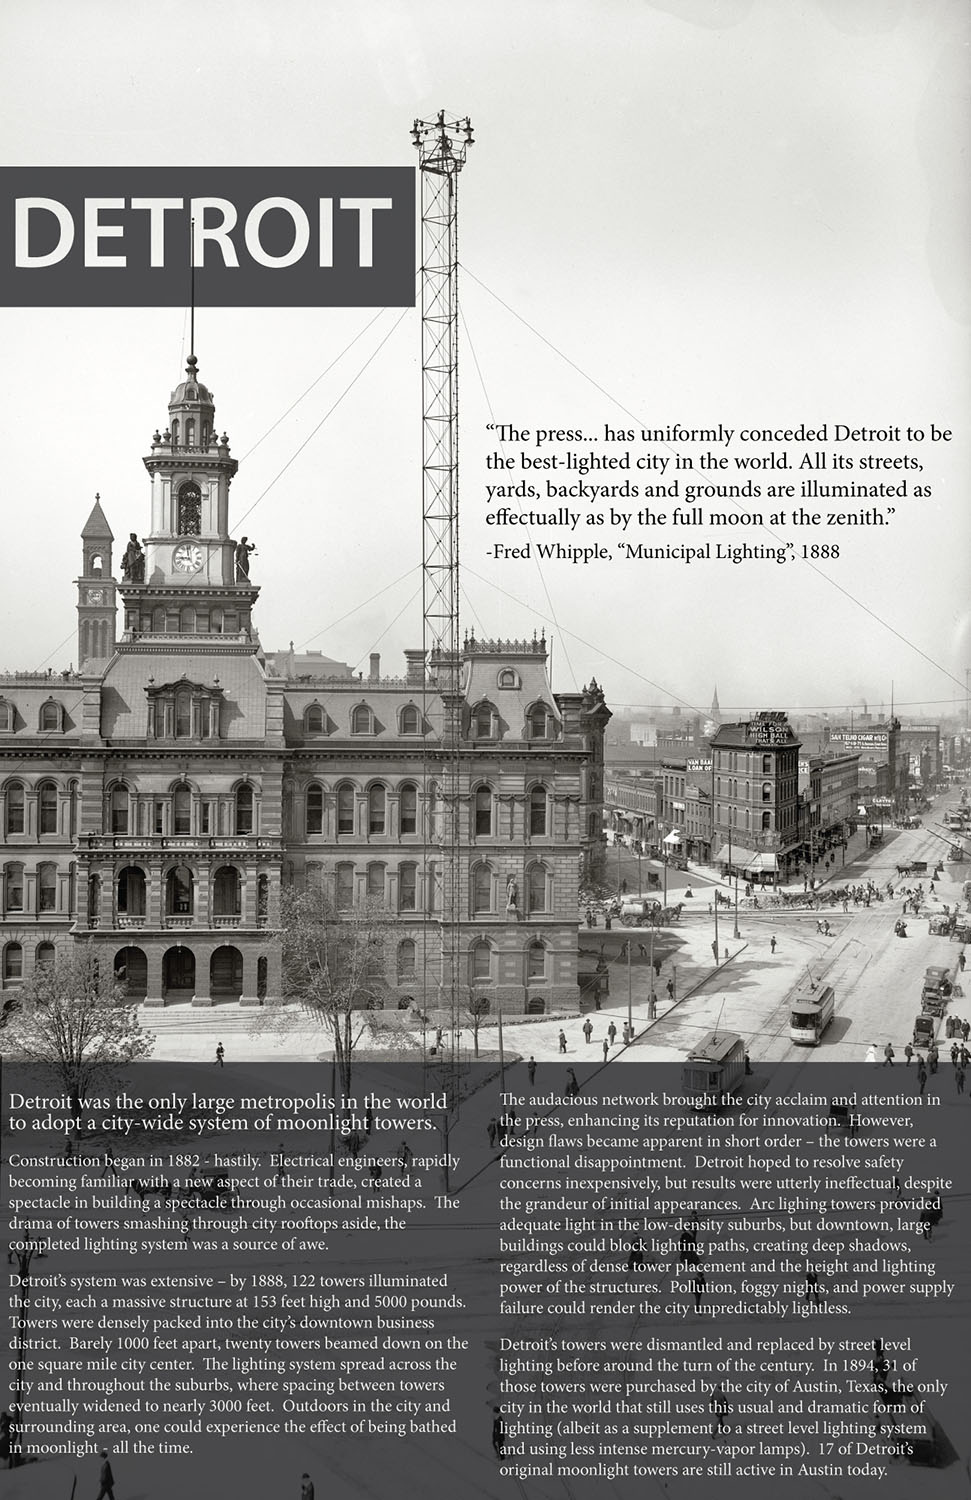 DETROIT
“The press... has uniformly conceded Detroit to be
the best-lighted city in the world. All its streets,
yards, backyards and grounds are illuminated as
effectually as by the full moon at the zenith.”
-Fred Whipple, “Municipal Lighting”, 1888
WILSON
HIGH BALL
THAT'S ALL
SAN TELMO CIGAR MF'G CO
VAN BAA
LOAN OF
Detroit was the only large metropolis in the world
to adopt a city-wide system of moonlight towers.
Construction began in 1882 - hastily. Electrical engineers, rapidly
becoming familiar with a new aspect of their trade, created a
spectacle in building a spectacle through occasional mishaps. The
drama of towers smashing through city rooftops aside, the
completed lighting system was a source of awe.
Detroit’s system was extensive – by 1888, 122 towers illuminated
the city, each a massive structure at 153 feet high and 5000 pounds.
Towers were densely packed into the city’s downtown business
district. Barely 1000 feet apart, twenty towers beamed down on the
one square mile city center. The lighting system spread across the
city and throughout the suburbs, where spacing between towers
eventually widened to nearly 3000 feet. Outdoors in the city and
surrounding area, one could experience the effect of being bathed
in moonlight - all the time.
The audacious network brought the city acclaim and attention in
the press, enhancing its reputation for innovation. However,
design flaws became apparent in short order – the towers were a
functional disappointment. Detroit hoped to resolve safety
concerns inexpensively, but results were utterly ineffectual, despite
the grandeur of initial appearances. Arc lighing towers provided
adequate light in the low-density suburbs, but downtown, large
buildings could block lighting paths, creating deep shadows,
regardless of dense tower placement and the height and lighting
power of the structures. Pollution, foggy nights, and power supply
failure could render the city unpredictably lightless.
Detroit’s towers were dismantled and replaced by street level
lighting before around the turn of the century. In 1894, 31 of
those towers were purchased by the city of Austin, Texas, the only
city in the world that still uses this usual and dramatic form of
lighting (albeit as a supplement to a street level lighting system
and using less intense mercury-vapor lamps). 17 of Detroit’s
original moonlight towers are still active in Austin today.